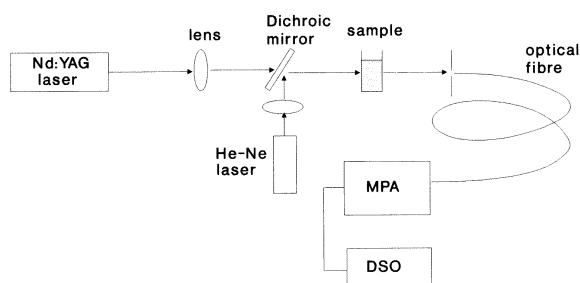 Nd:YAG
laser
lens
Dichroic
mirror
sample
optical
fibre
He-Ne
laser
MPA
DSO